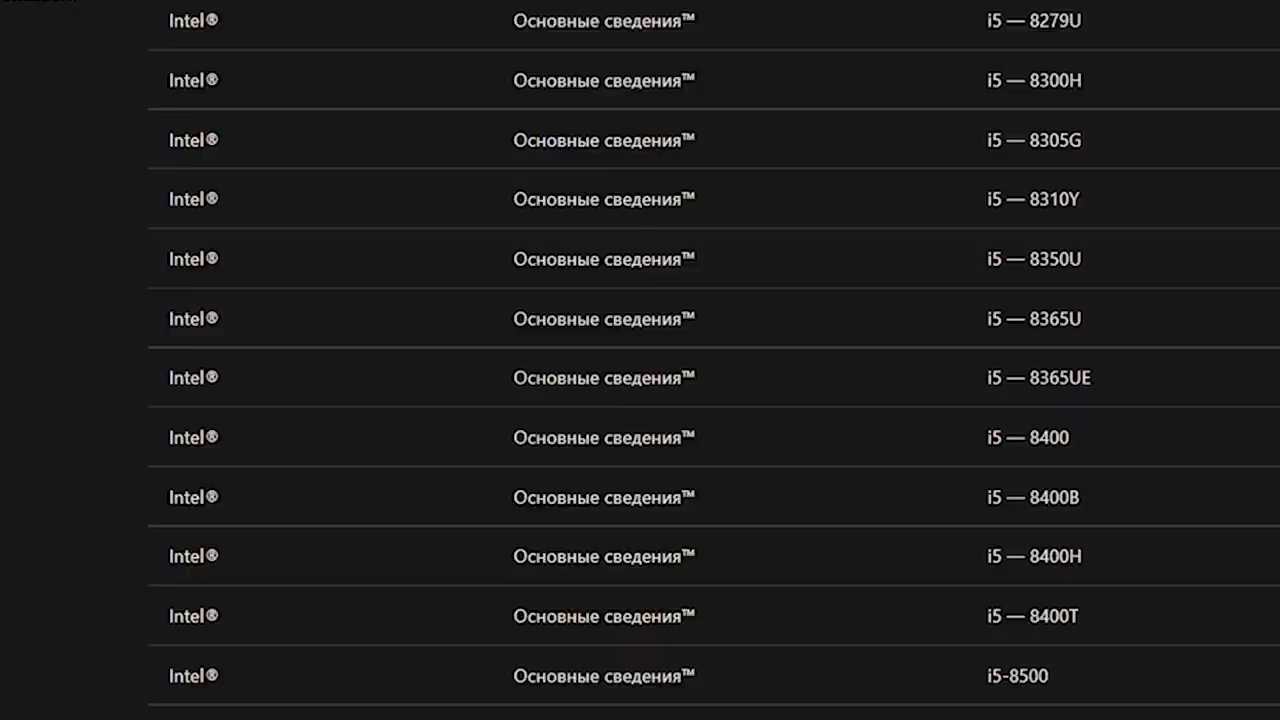 Intel® Основные сведения™ i5 — 8279U
Intel® Основные сведения™ i5 — 8300H
Intel® Основные сведения™ i5 — 8305G
Intel® Основные сведения™ i5 — 8310Y
Intel® Основные сведения™ i5 — 8350U
Intel® Основные сведения™ i5 — 8365U
Intel® Основные сведения™ i5 — 8365UE
Intel® Основные сведения™ i5 — 8400
Intel® Основные сведения™ i5 — 8400B
Intel® Основные сведения™ i5 — 8400H
Intel® Основные сведения™ i5 — 8400T
Intel® Основные сведения™ i5-8500